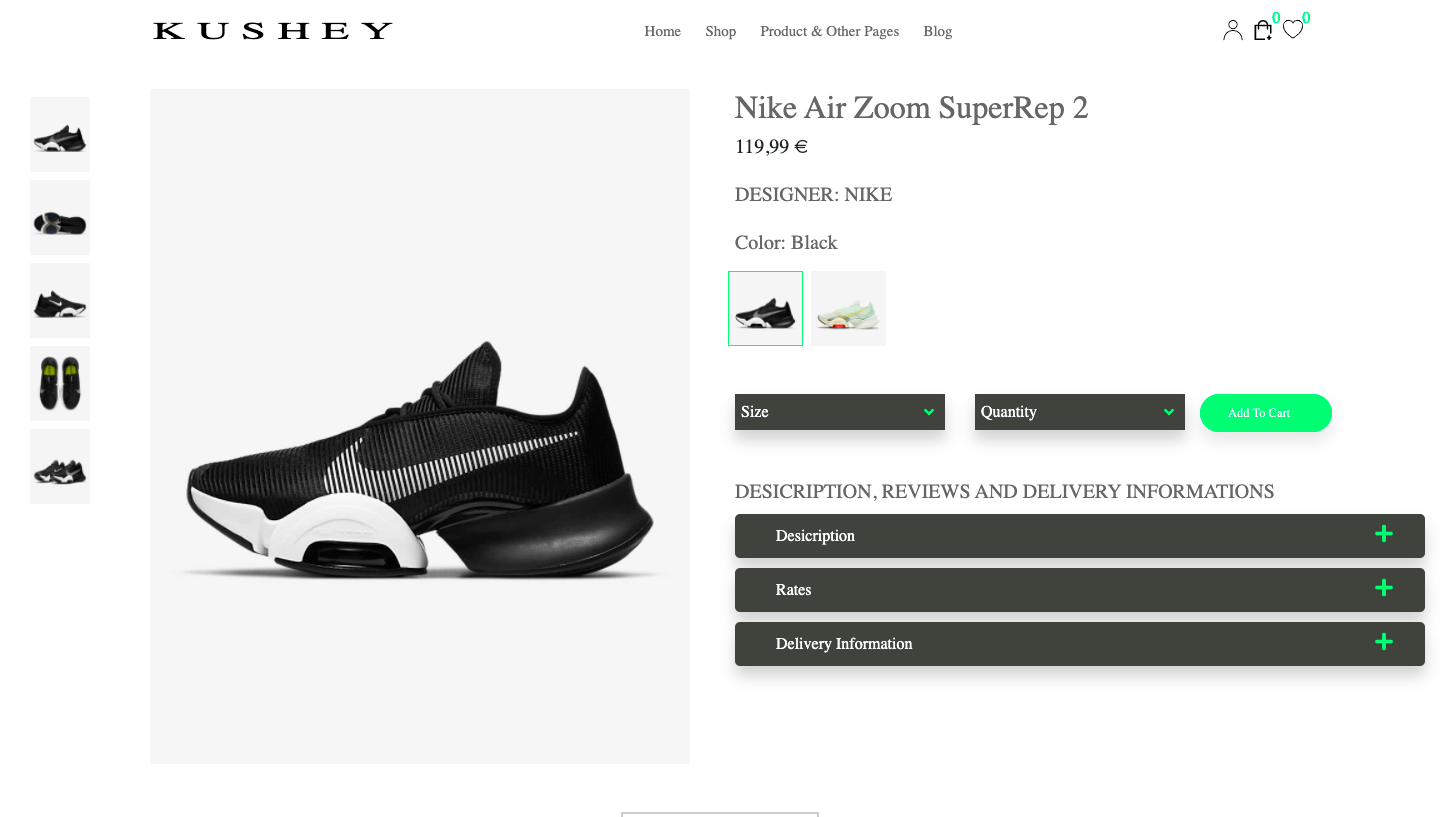 KUSHEY
Home Shop Product & Other Pages Blog
0 0
Nike Air Zoom SuperRep 2
119,99 €
DESIGNER: NIKE
Color: Black
Size Quantity Add To Cart
DESICRIPTION, REVIEWS AND DELIVERY INFORMATIONS
Desicription
Rates
Delivery Information